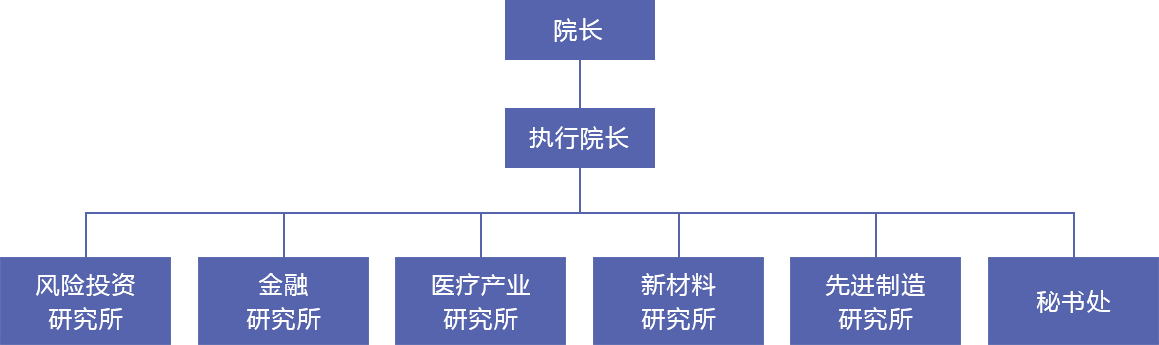 院长
执行院长
风险投资
研究所
金融
研究所
医疗产业
研究所
新材料
研究所
先进制造
研究所
秘书处